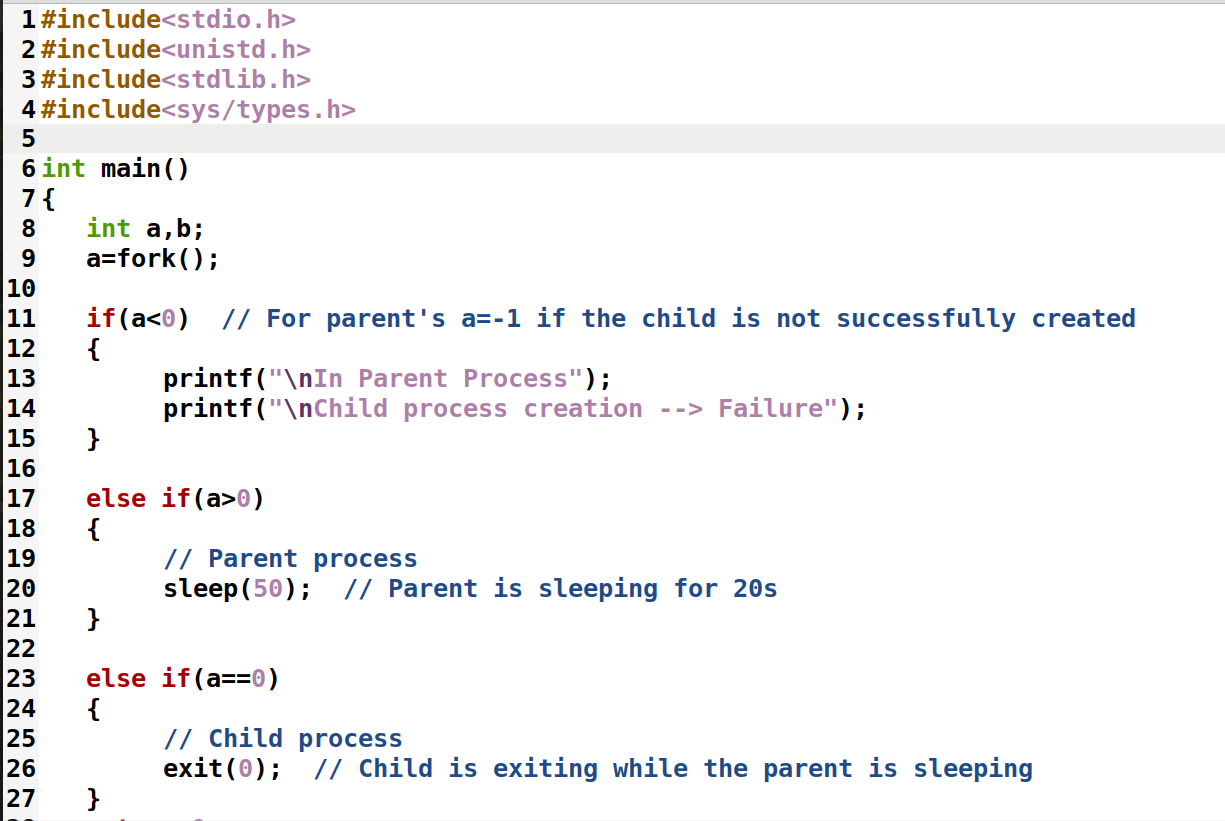 1 #include<stdio.h>
2 #include<unistd.h>
3 #include<stdlib.h>
4 #include<sys/types.h>
5
6 int main()
7 {
8    int a,b;
9    a=fork();
10
11    if(a<0)  // For parent's a=-1 if the child is not successfully created
12    {
13         printf("\nIn Parent Process");
14         printf("\nChild process creation --> Failure");
15    }
16
17    else if(a>0)
18    {
19         // Parent process
20         sleep(50);  // Parent is sleeping for 20s
21    }
22
23    else if(a==0)
24    {
25         // Child process
26         exit(0);  // Child is exiting while the parent is sleeping
27    }